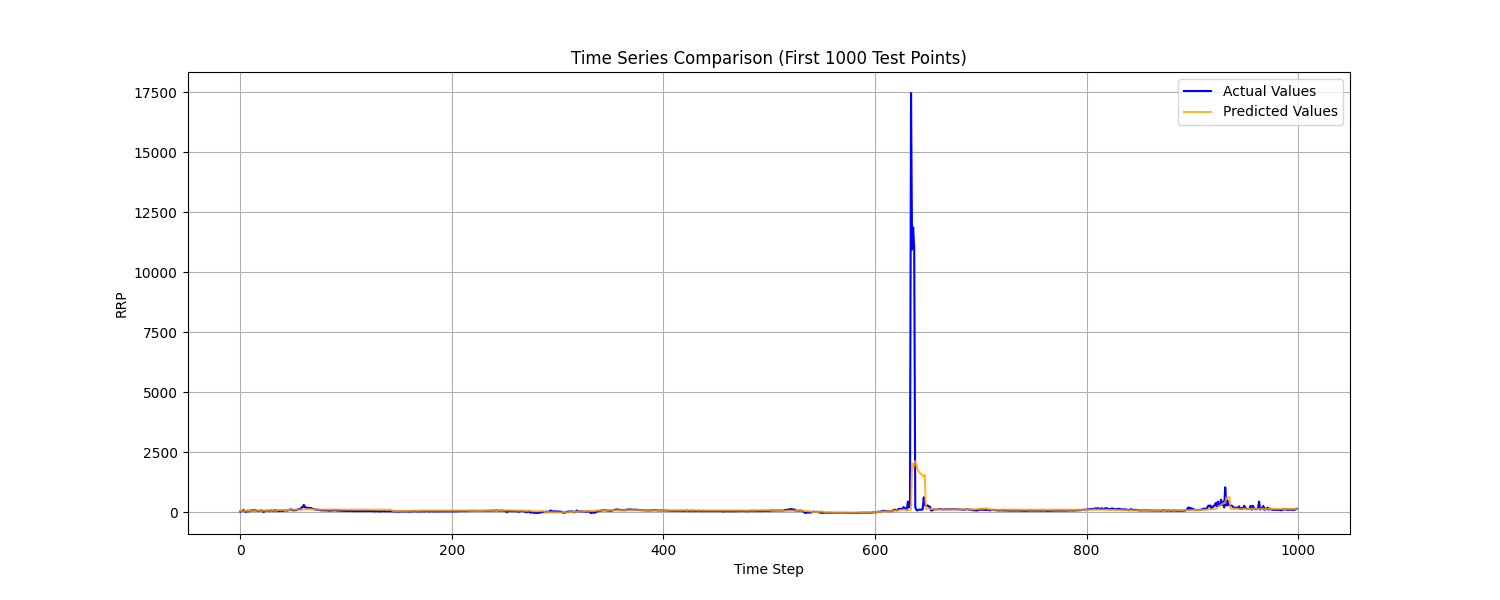 Time Series Comparison (First 1000 Test Points)
Actual Values
Predicted Values
17500
15000
12500
10000
7500
5000
2500
0
RRP
0 200 400 600 800 1000
Time Step